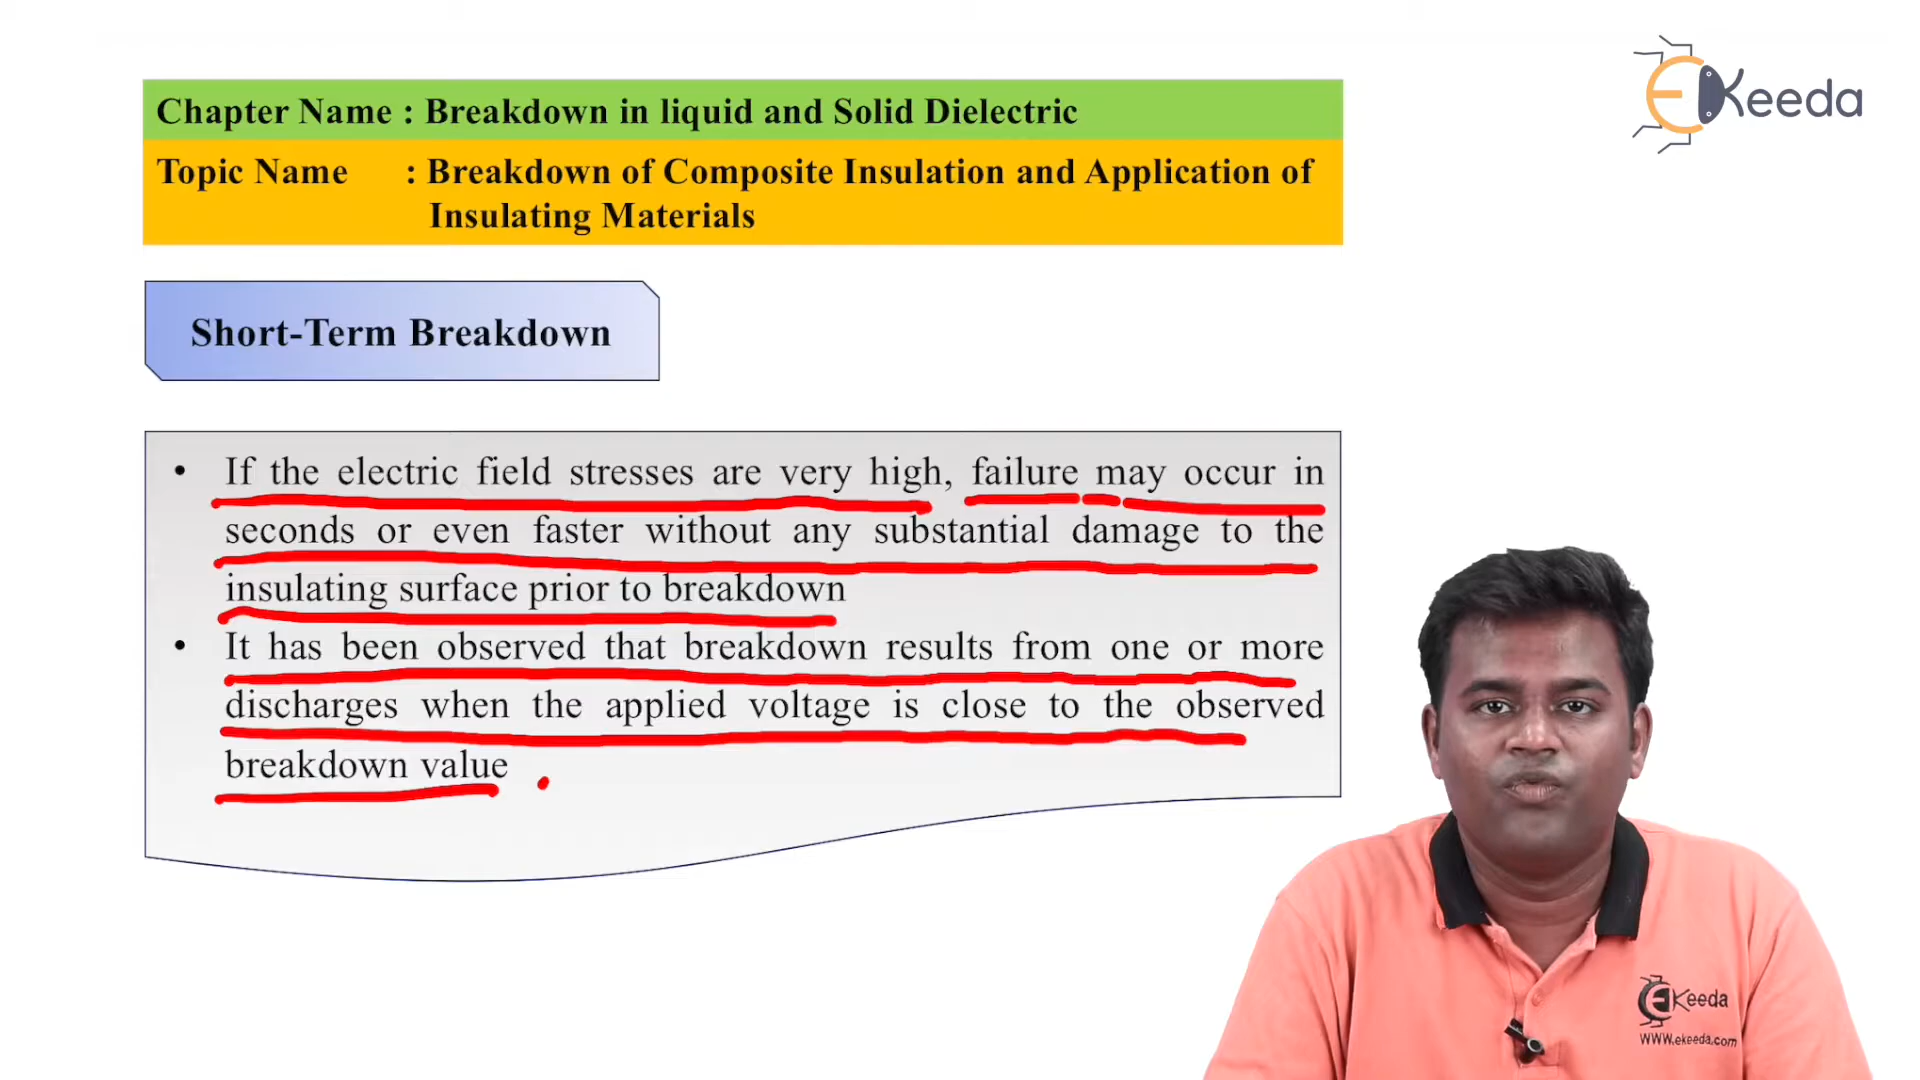 EKeeda
Chapter Name : Breakdown in liquid and Solid Dielectric
Topic Name : Breakdown of Composite Insulation and Application of
Insulating Materials
Short-Term Breakdown
• If the electric field stresses are very high, failure may occur in
seconds or even faster without any substantial damage to the
insulating surface prior to breakdown
• It has been observed that breakdown results from one or more
discharges when the applied voltage is close to the observed
breakdown value
EKeeda
WWW.ekeeda.com